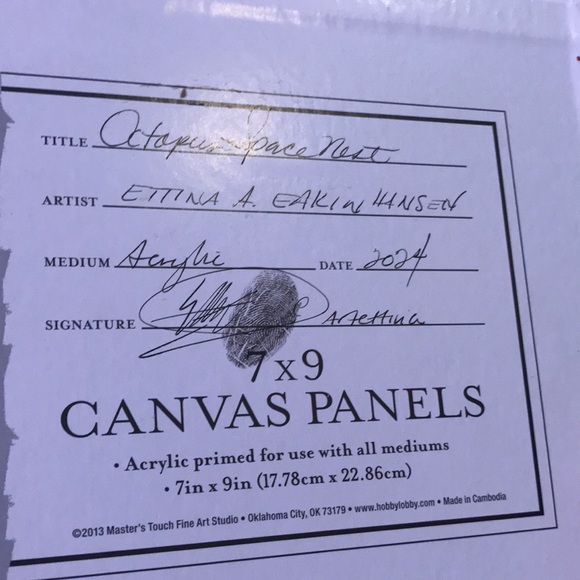 TITLE Octopus Space Nest
ARTIST ETTINA A. EAKIN HANSEN
MEDIUM Acrylic DATE 2024
SIGNATURE Artettina
7x9
CANVAS PANELS
• Acrylic primed for use with all mediums
• 7in x 9in (17.78cm x 22.86cm)
©2013 Master's Touch Fine Art Studio • Oklahoma City, OK 73179 • www.hobbylobby.com • Made in Cambodia